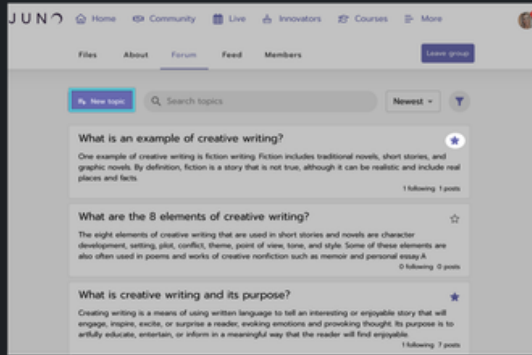 JUNO Home Community Live Innovators Courses More
Files About Forum Feed Members Leave group
New topic Search topics Newest
What is an example of creative writing?
One example of creative writing is fiction writing. Fiction includes traditional novels, short stories, and
graphic novels. By definition, fiction is a story that is not true, although it can be realistic and include real
places and facts.
1 following 1 posts
What are the 8 elements of creative writing?
The eight elements of creative writing that are used in short stories and novels are character
development, setting, plot, conflict, theme, point of view, tone, and style. Some of these elements are
also often used in poems and works of creative nonfiction such as memoir and personal essay.A
0 following 0 posts
What is creative writing and its purpose?
Creating writing is a means of using written language to tell an interesting or enjoyable story that will
engage, inspire, excite, or surprise a reader, evoking emotions and provoking thought. Its purpose is to
artfully educate, entertain, or inform in a meaningful way that the reader will find enjoyable.
1 following 7 posts